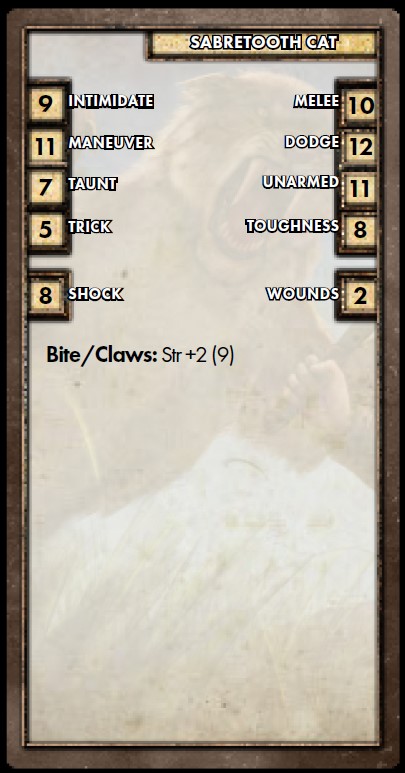 SABRETOOTH CAT
9 INTIMIDATE MELEE 10
11 MANEUVER DODGE 12
7 TAUNT UNARMED 11
5 TRICK TOUGHNESS 8
8 SHOCK WOUNDS 2
Bite/Claws: Str +2 (9)